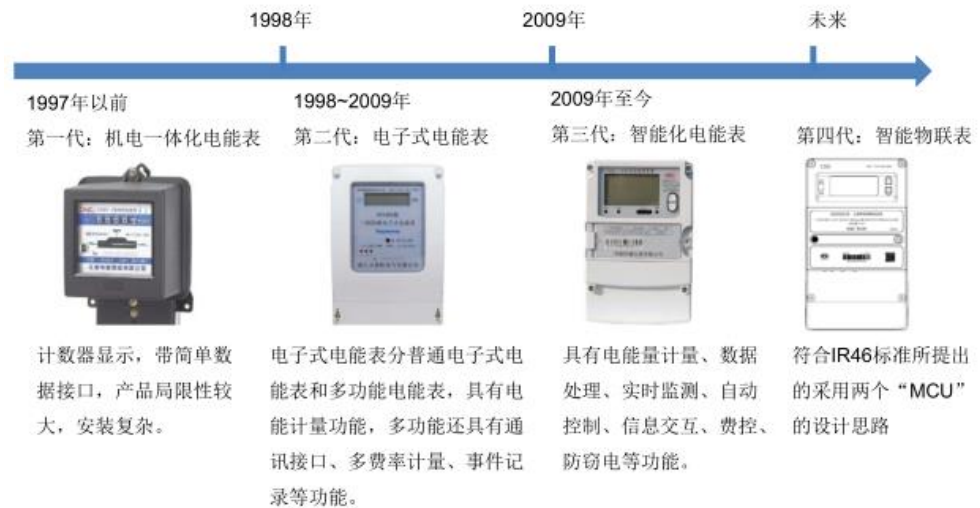 1998年
2009年
未来
1997年以前
第一代：机电一体化电能表
1998~2009年
第二代：电子式电能表
2009年至今
第三代：智能化电能表
第四代：智能物联表
计数器显示，带简单数
据接口，产品局限性较
大，安装复杂。
电子式电能表分普通电子式电
能表和多功能电能表，具有电
能计量功能，多功能还具有通
讯接口、多费率计量、事件记
录等功能。
具有电能量计量、数据
处理、实时监测、自动
控制、信息交互、费控、
防窃电等功能。
符合IR46标准所提出
的采用两个“MCU”
的设计思路